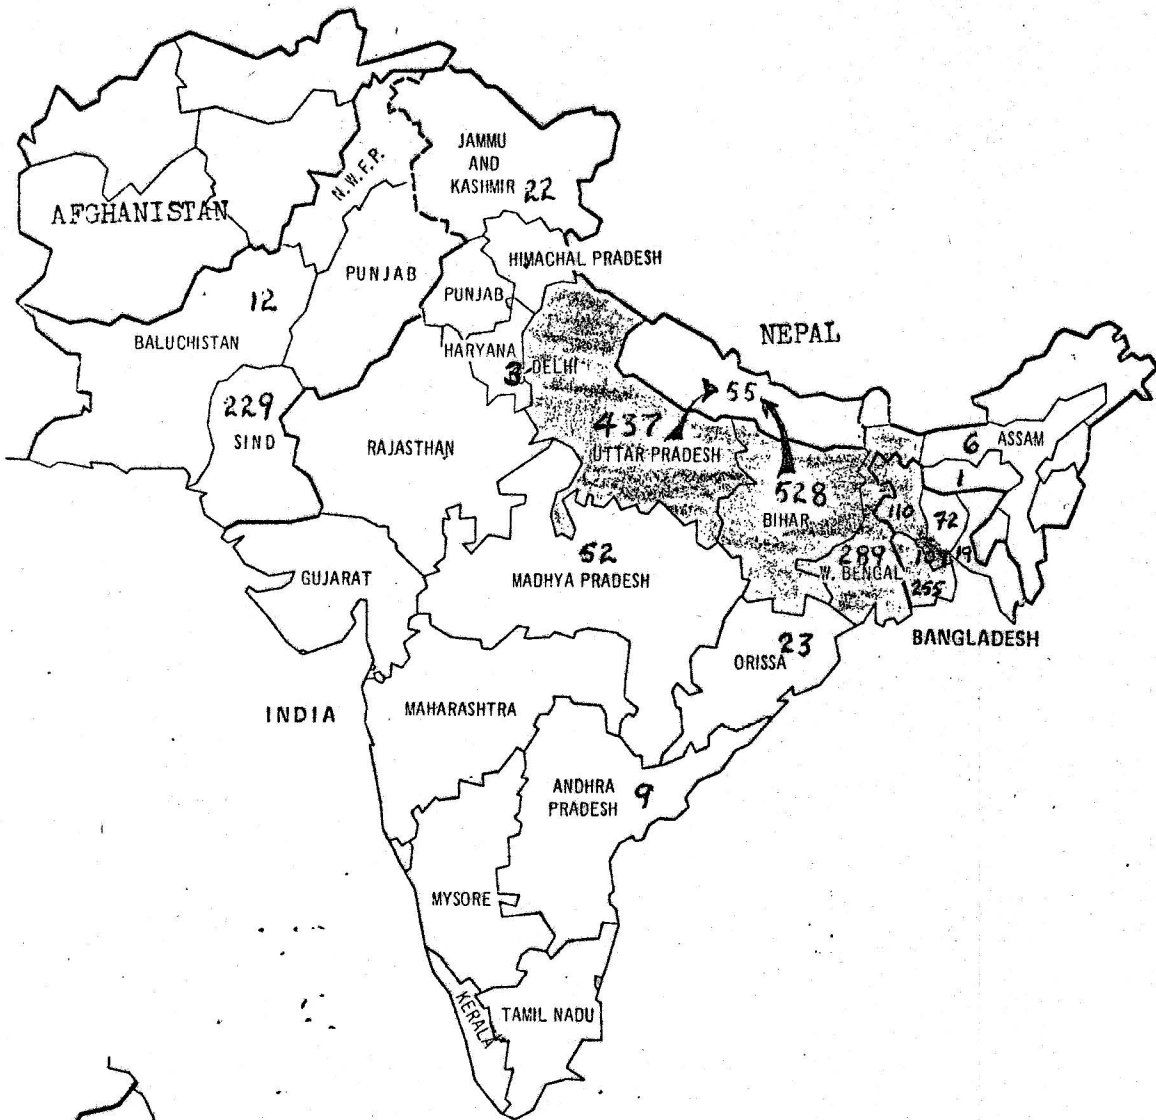 JAMMU
AND
KASHMIR 22
N.W.F.P.
AFGHANISTAN
HIMACHAL PRADESH
PUNJAB
PUNJAB
12
BALUCHISTAN
HARYANA
3 DELHI
NEPAL
55
229
SIND
437
UTTAR PRADESH
RAJASTHAN
6 ASSAM
1
528
BIHAR
110
72
52
MADHYA PRADESH
289
W. BENGAL
19
255
GUJARAT
BANGLADESH
23
ORISSA
INDIA
MAHARASHTRA
ANDHRA
PRADESH 9
MYSORE
KERALA
TAMIL NADU